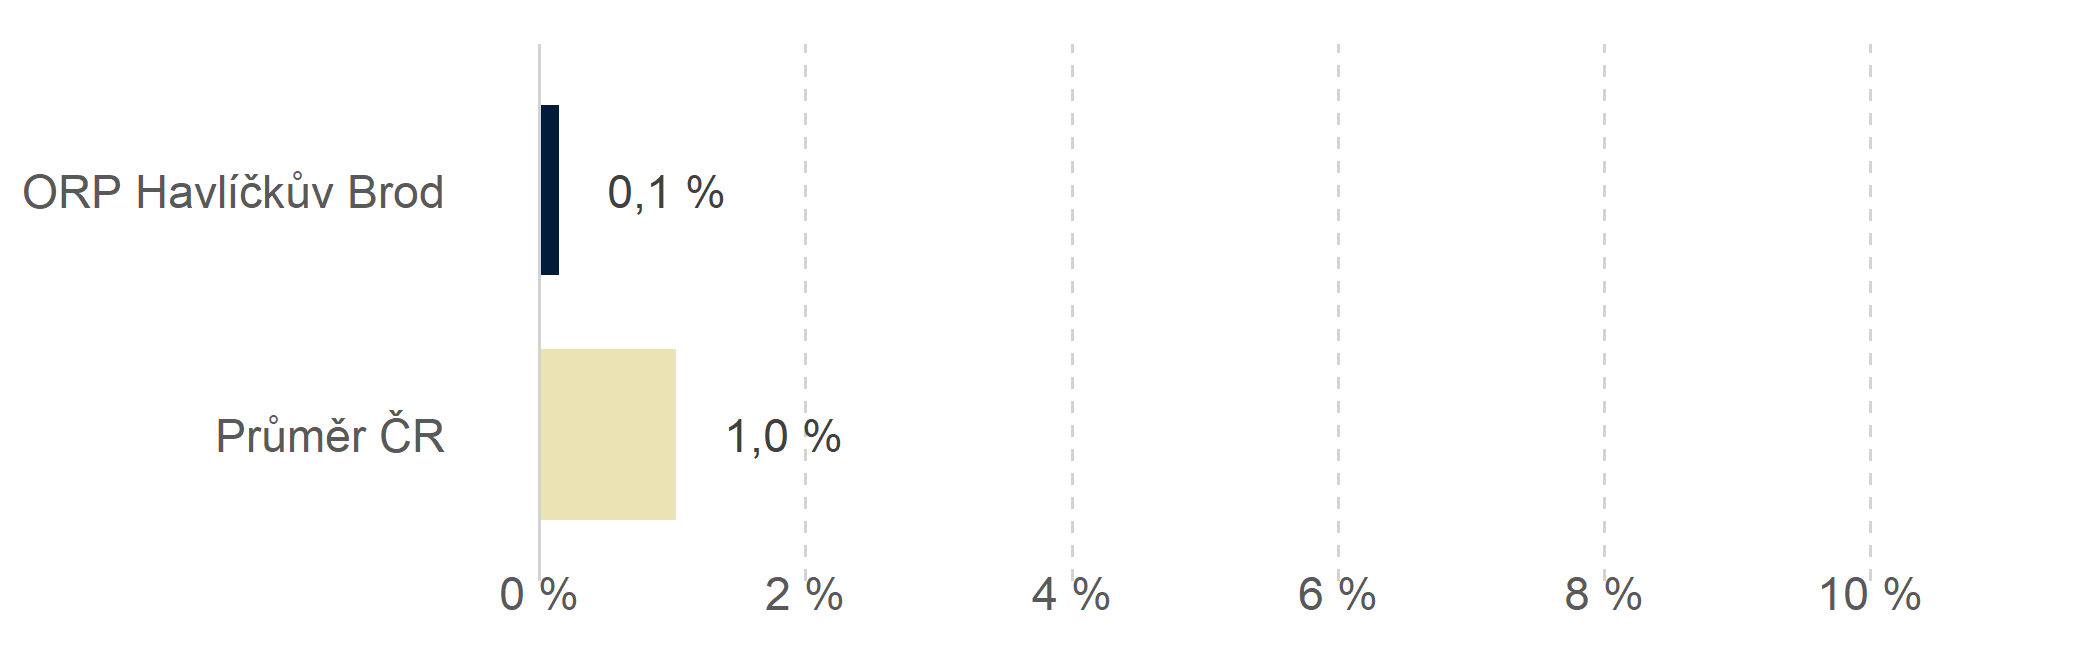 ORP Havlíčkův Brod
0,1 %
Průměr ČR
1,0 %
0 % 2 % 4 % 6 % 8 % 10 %